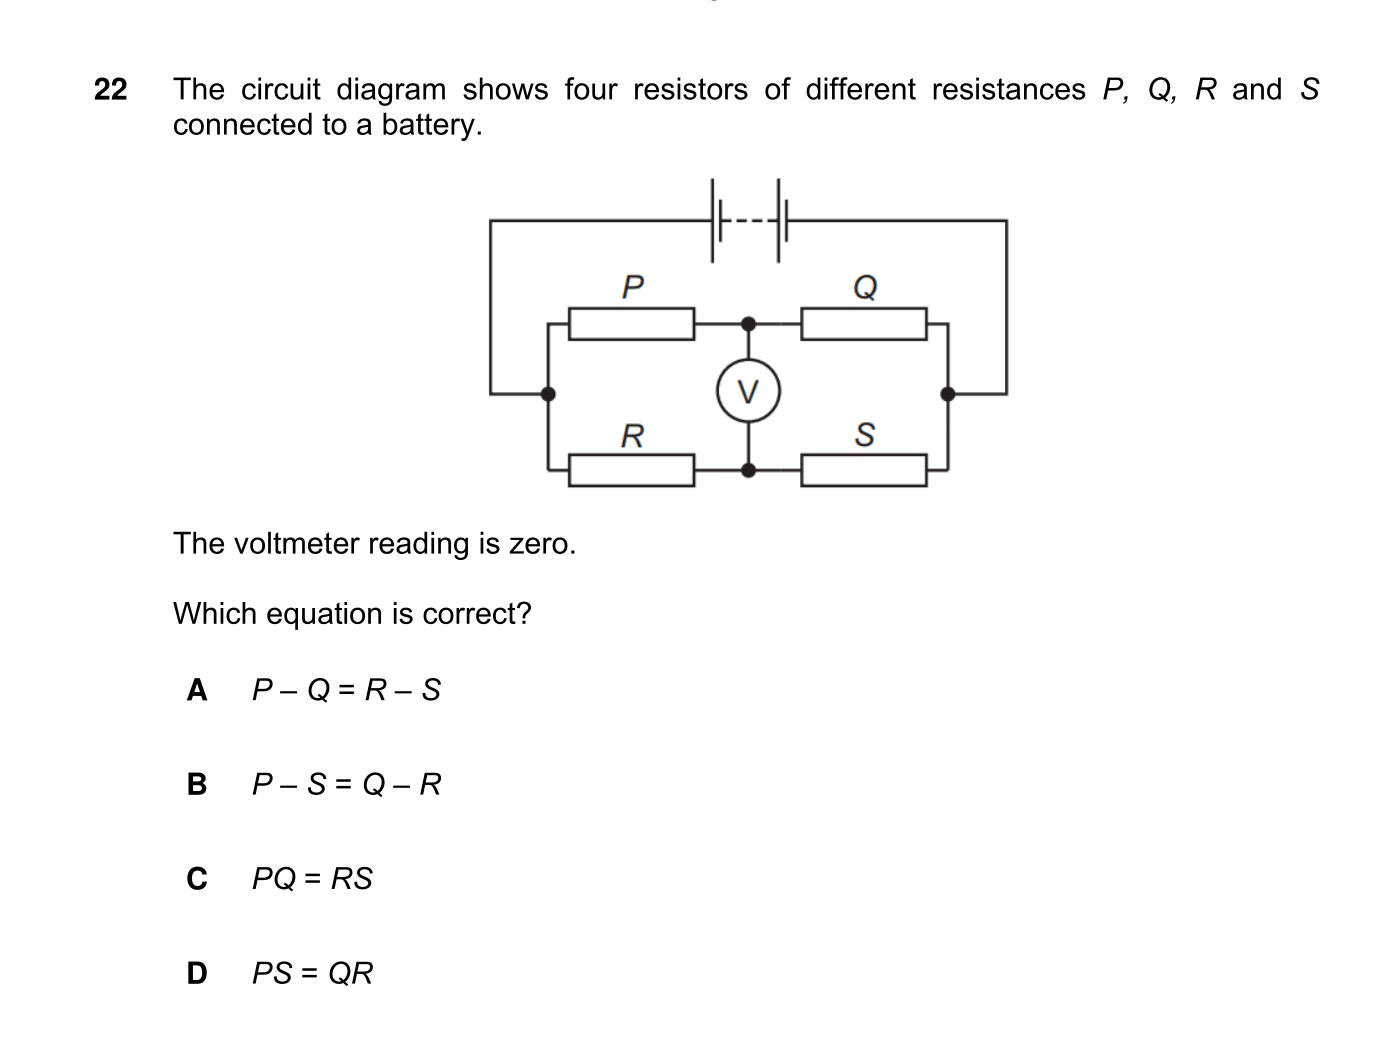 22 The circuit diagram shows four resistors of different resistances P, Q, R and S
connected to a battery.
P Q
V
R S
The voltmeter reading is zero.
Which equation is correct?
A P – Q = R – S
B P – S = Q – R
C PQ = RS
D PS = QR